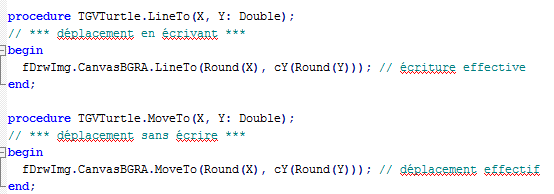 procedure TGVTurtle.LineTo(X, Y: Double);
// *** déplacement en écrivant ***
begin
fDrwImg.CanvasBGRA.LineTo(Round(X), cY(Round(Y))); // écriture effective
end;
procedure TGVTurtle.MoveTo(X, Y: Double);
// *** déplacement sans écrire ***
begin
fDrwImg.CanvasBGRA.MoveTo(Round(X), cY(Round(Y))); // déplacement effectif
end;